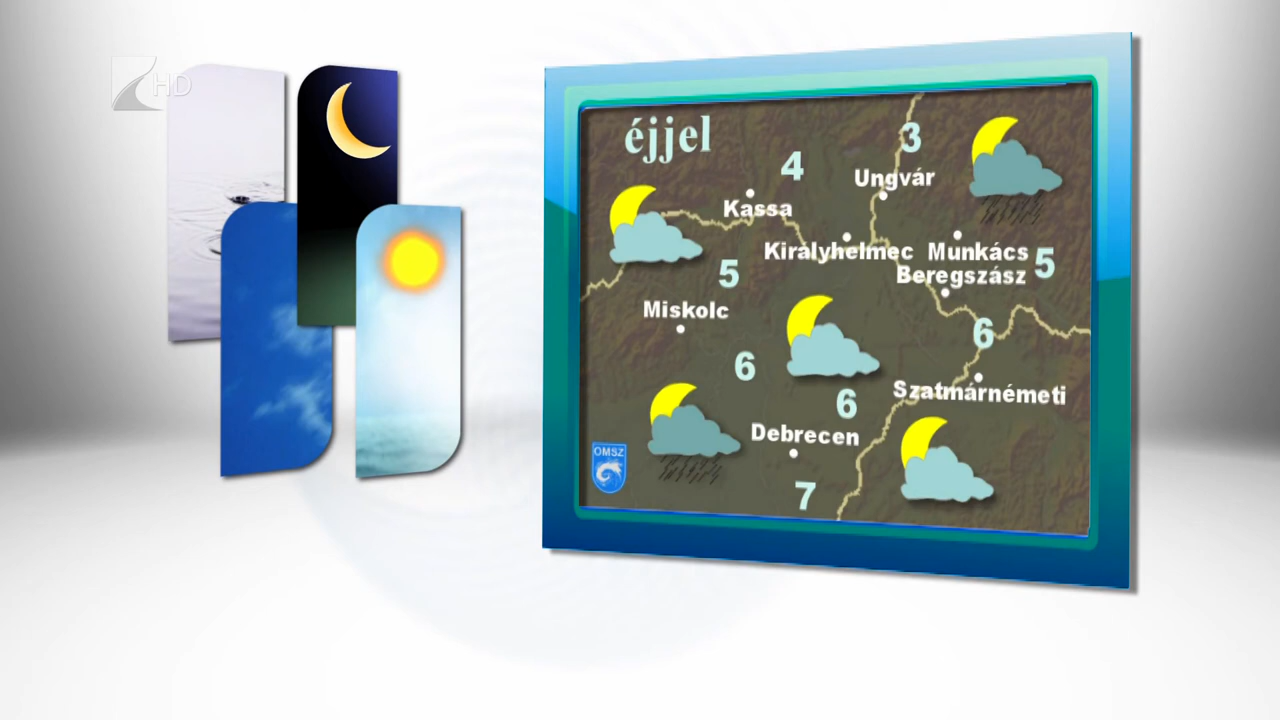 HD
éjjel
3
4
Ungvár
Kassa
Királyhelmec
Munkács
5
5
Beregszász
Miskolc
6
6
Szatmárnémeti
6
Debrecen
OMSZ
7